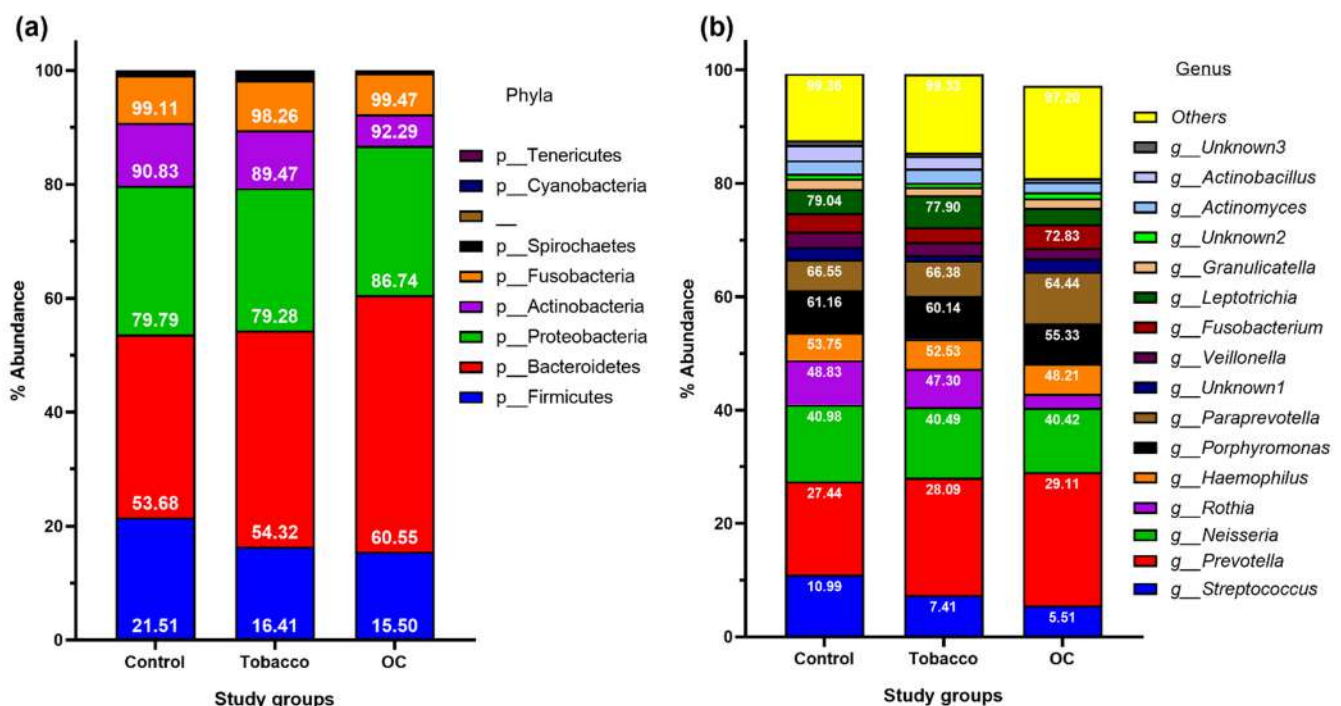 (a)
100
80
60
40
20
0
% Abundance
99.11
98.26
99.47
90.83
89.47
92.29
79.79
79.28
86.74
53.68
54.32
60.55
21.51
16.41
15.50
Control
Tobacco
OC
Study groups
Phyla
p__Tenericutes
p__Cyanobacteria
__
p__Spirochaetes
p__Fusobacteria
p__Actinobacteria
p__Proteobacteria
p__Bacteroidetes
p__Firmicutes
(b)
100
80
60
40
20
0
% Abundance
99.36
99.33
97.20
79.04
77.90
72.83
66.55
66.38
64.44
61.16
60.14
55.33
53.75
52.53
48.21
48.83
47.30
40.98
40.49
40.42
27.44
28.09
29.11
10.99
7.41
5.51
Control
Tobacco
OC
Study groups
Genus
Others
g__Unknown3
g__Actinobacillus
g__Actinomyces
g__Unknown2
g__Granulicatella
g__Leptotrichia
g__Fusobacterium
g__Veillonella
g__Unknown1
g__Paraprevotella
g__Porphyromonas
g__Haemophilus
g__Rothia
g__Neisseria
g__Prevotella
g__Streptococcus